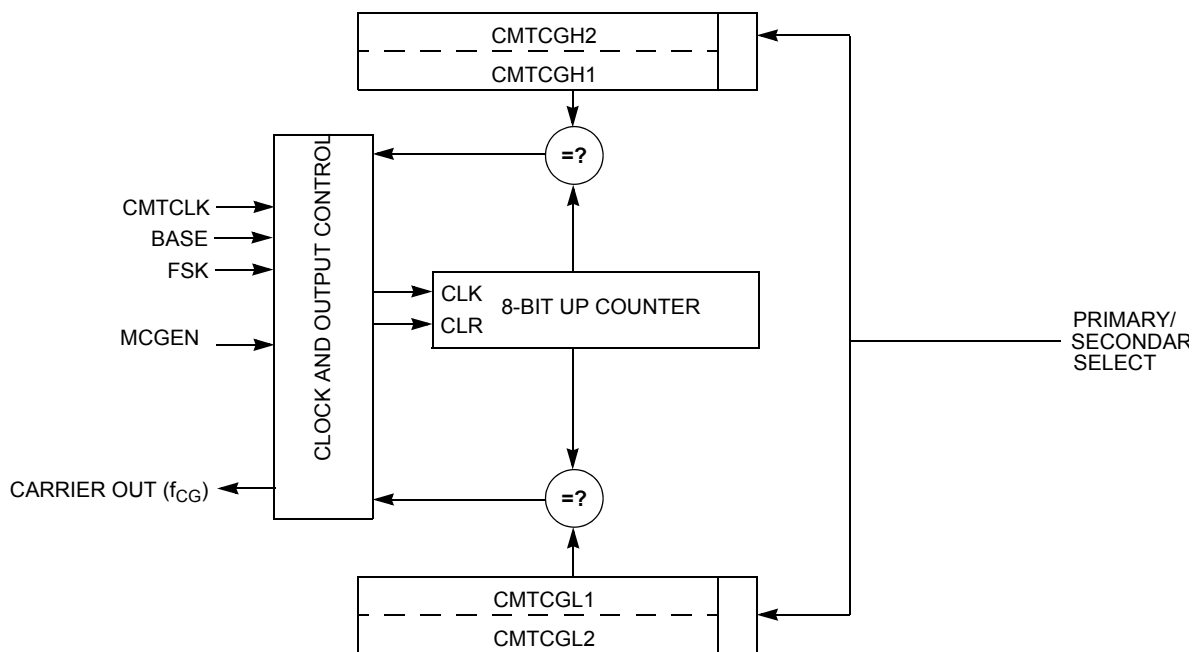 CMTCGH2
CMTCGH1
=?
CLOCK AND OUTPUT CONTROL
CMTCLK
BASE
FSK
MCGEN
CLK
CLR
8-BIT UP COUNTER
PRIMARY/
SECONDAR
SELECT
CARRIER OUT (fCG)
=?
CMTCGL1
CMTCGL2